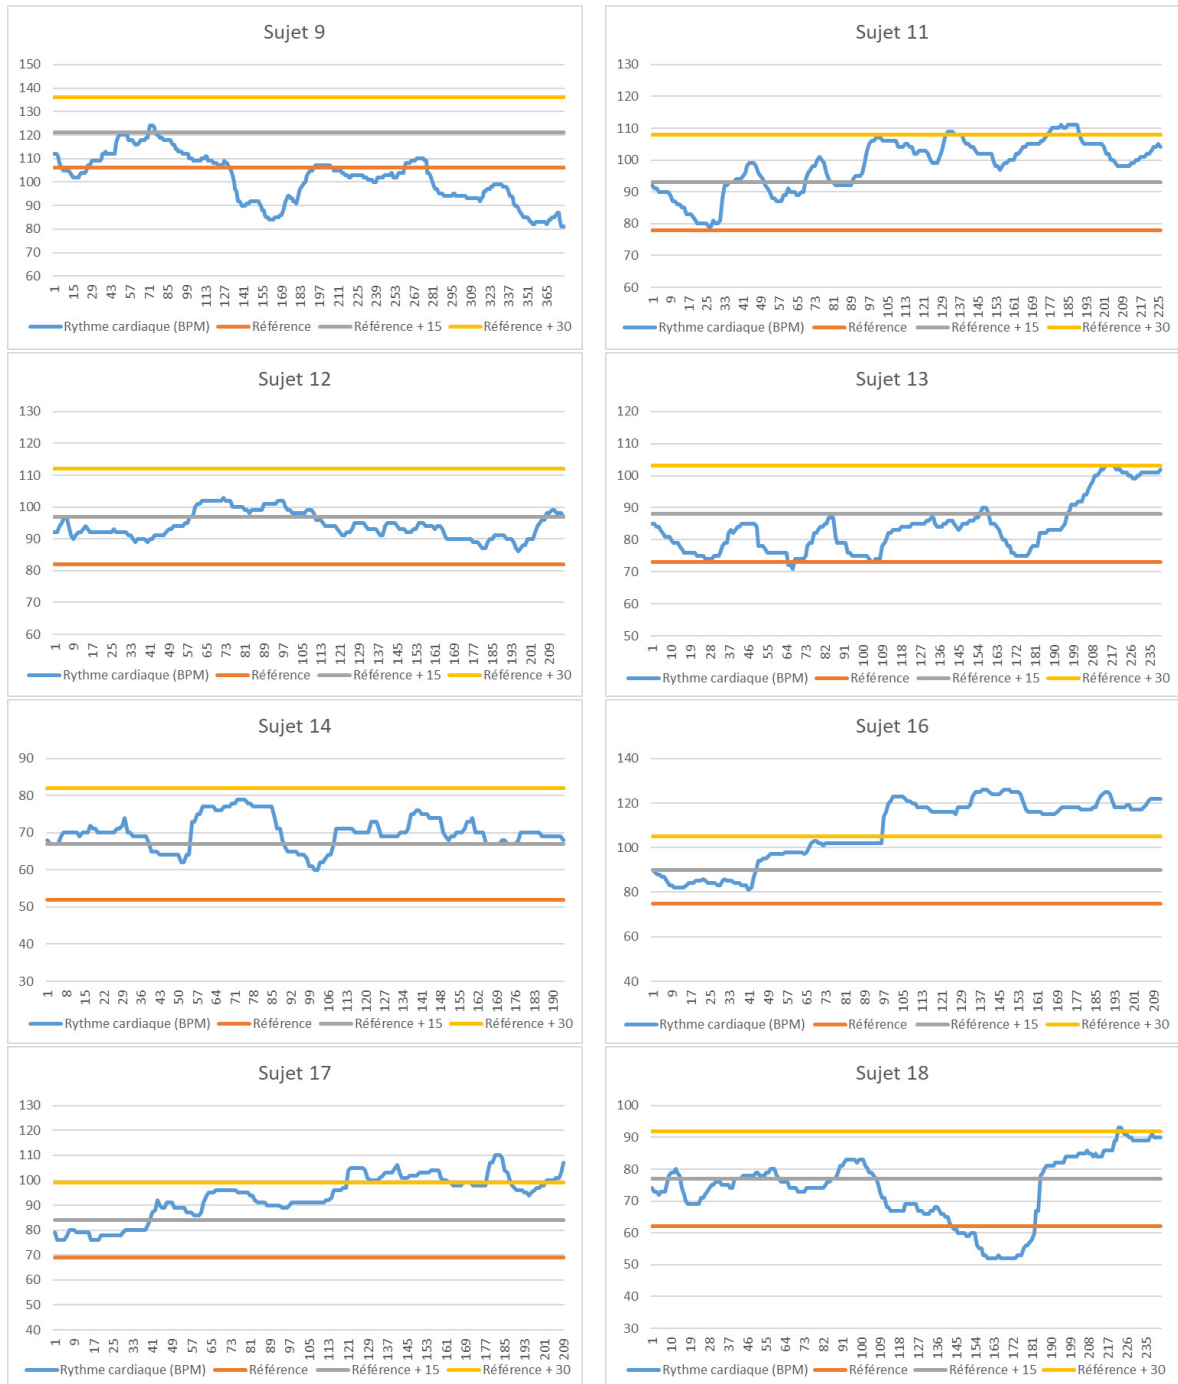 Sujet 9
150
140
130
120
110
100
90
80
70
60
1 15 29 43 57 71 85 99 113 127 141 155 169 183 197 211 225 239 253 267 281 295 309 323 337 351 365
Rythme cardiaque (BPM) Référence Référence + 15 Référence + 30
Sujet 11
130
120
110
100
90
80
70
60
1 9 17 25 33 41 49 57 65 73 81 89 97 105 113 121 129 137 145 153 161 169 177 185 193 201 209 217 225
Rythme cardiaque (BPM) Référence Référence + 15 Référence + 30
Sujet 12
130
120
110
100
90
80
70
60
1 9 17 25 33 41 49 57 65 73 81 89 97 105 113 121 129 137 145 153 161 169 177 185 193 201 209
Rythme cardiaque (BPM) Référence Référence + 15 Référence + 30
Sujet 13
120
110
100
90
80
70
60
50
1 10 19 28 37 46 55 64 73 82 91 100 109 118 127 136 145 154 163 172 181 190 199 208 217 226 235
Rythme cardiaque (BPM) Référence Référence + 15 Référence + 30
Sujet 14
90
80
70
60
50
40
30
1 8 15 22 29 36 43 50 57 64 71 78 85 92 99 106 113 120 127 134 141 148 155 162 169 176 183 190
Rythme cardiaque (BPM) Référence Référence + 15 Référence + 30
Sujet 16
140
120
100
80
60
40
1 9 17 25 33 41 49 57 65 73 81 89 97 105 113 121 129 137 145 153 161 169 177 185 193 201 209
Rythme cardiaque (BPM) Référence Référence + 15 Référence + 30
Sujet 17
130
120
110
100
90
80
70
60
50
40
1 9 17 25 33 41 49 57 65 73 81 89 97 105 113 121 129 137 145 153 161 169 177 185 193 201 209
Rythme cardiaque (BPM) Référence Référence + 15 Référence + 30
Sujet 18
100
90
80
70
60
50
40
30
1 10 19 28 37 46 55 64 73 82 91 100 109 118 127 136 145 154 163 172 181 190 199 208 217 226 235
Rythme cardiaque (BPM) Référence Référence + 15 Référence + 30